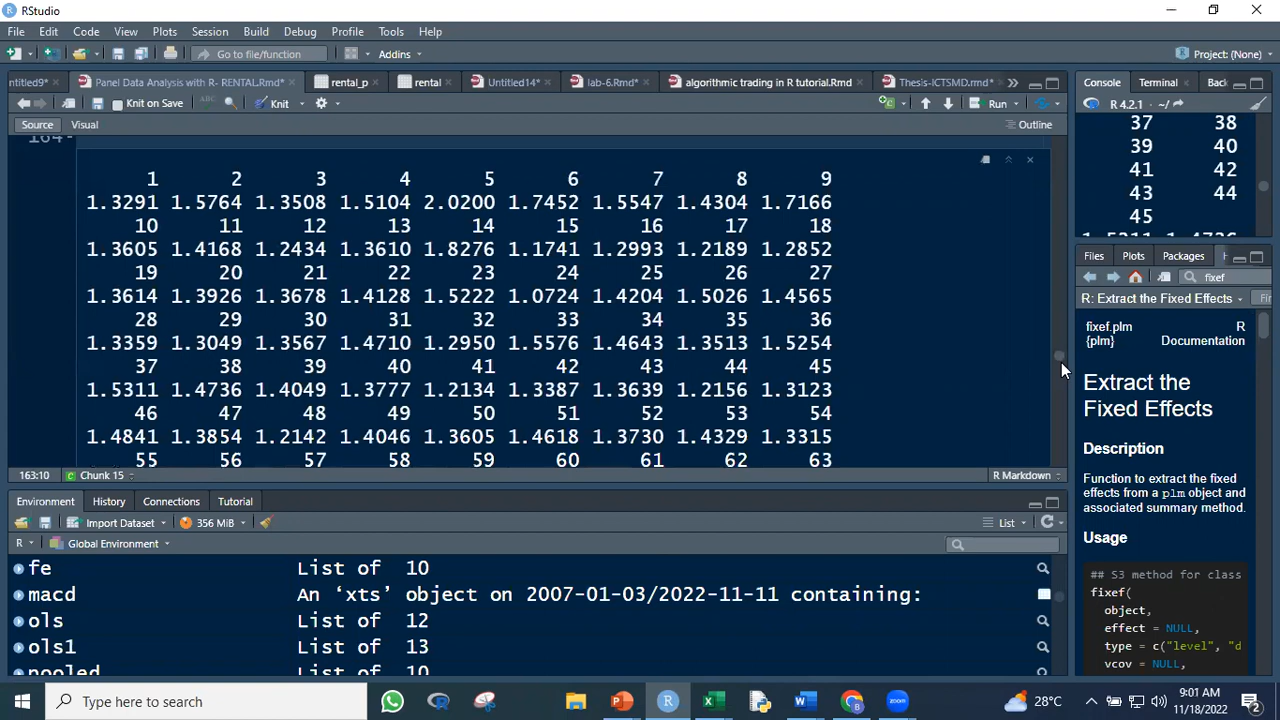 RStudio
File Edit Code View Plots Session Build Debug Profile Tools Help
Go to file/function Addins Project: (None)
ntitled9* Panel Data Analysis with R- RENTAL.Rmd* rental_p rental Untitled14* lab-6.Rmd* algorithmic trading in R tutorial.Rmd Thesis-ICTSMD.rmd*
Knit on Save ABC Knit Run
Source Visual Outline
164
1 2 3 4 5 6 7 8 9
1.3291 1.5764 1.3508 1.5104 2.0200 1.7452 1.5547 1.4304 1.7166
10 11 12 13 14 15 16 17 18
1.3605 1.4168 1.2434 1.3610 1.8276 1.1741 1.2993 1.2189 1.2852
19 20 21 22 23 24 25 26 27
1.3614 1.3926 1.3678 1.4128 1.5222 1.0724 1.4204 1.5026 1.4565
28 29 30 31 32 33 34 35 36
1.3359 1.3049 1.3567 1.4710 1.2950 1.5576 1.4643 1.3513 1.5254
37 38 39 40 41 42 43 44 45
1.5311 1.4736 1.4049 1.3777 1.2134 1.3387 1.3639 1.2156 1.3123
46 47 48 49 50 51 52 53 54
1.4841 1.3854 1.2142 1.4046 1.3605 1.4618 1.3730 1.4329 1.3315
55 56 57 58 59 60 61 62 63
163:10 Chunk 15 R Markdown
Environment History Connections Tutorial
Import Dataset 356 MiB List
R Global Environment
fe List of 10
macd An ‘xts’ object on 2007-01-03/2022-11-11 containing:
ols List of 12
ols1 List of 13
pooled List of 10
Console Terminal Bac
R 4.2.1 · ~/
37 38
39 40
41 42
43 44
45
1.5311 1.4736
Files Plots Packages H
fixef
R: Extract the Fixed Effects Fi
fixef.plm R
{plm} Documentation
Extract the
Fixed Effects
Description
Function to extract the fixed
effects from a plm object and
associated summary method.
Usage
## S3 method for class
fixef(
object,
effect = NULL,
type = c("level", "d
vcov = NULL,
Type here to search
28°C
9:01 AM
11/18/2022
2